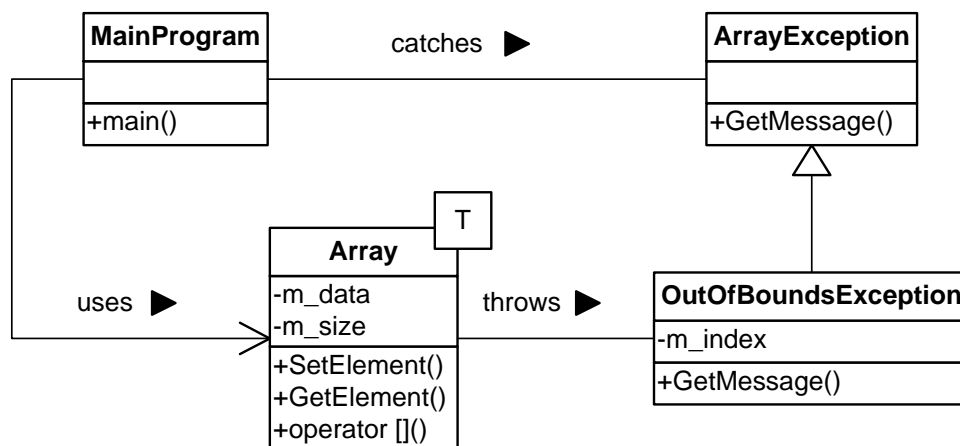 MainProgram
+main()
catches
ArrayException
+GetMessage()
uses
T
Array
-m_data
-m_size
+SetElement()
+GetElement()
+operator []()
throws
OutOfBoundsException
-m_index
+GetMessage()